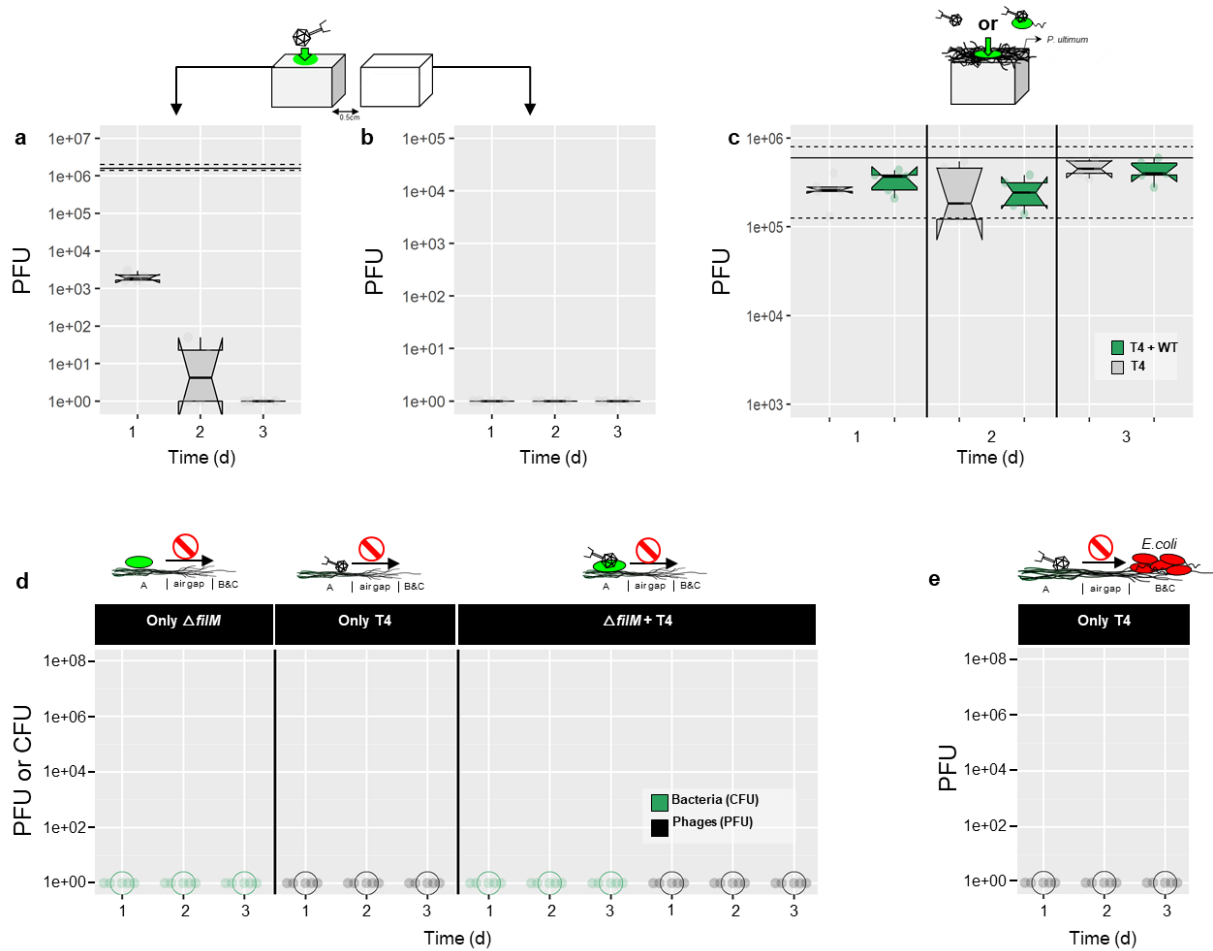 or
P. ultimum
0.5cm
a
1e+07
1e+06
1e+05
1e+04
1e+03
1e+02
1e+01
1e+00
PFU
1 2 3
Time (d)
b
1e+05
1e+04
1e+03
1e+02
1e+01
1e+00
PFU
1 2 3
Time (d)
c
1e+06
1e+05
1e+04
1e+03
PFU
T4 + WT
T4
1 2 3
Time (d)
d
A | air gap | B&C
A | air gap | B&C
A | air gap | B&C
Only △fliM
Only T4
△fliM + T4
1e+08
1e+06
1e+04
1e+02
1e+00
PFU or CFU
Bacteria (CFU)
Phages (PFU)
1 2 3 1 2 3 1 2 3 1 2 3
Time (d)
e
E.coli
A | air gap | B&C
Only T4
1e+08
1e+06
1e+04
1e+02
1e+00
PFU
1 2 3
Time (d)